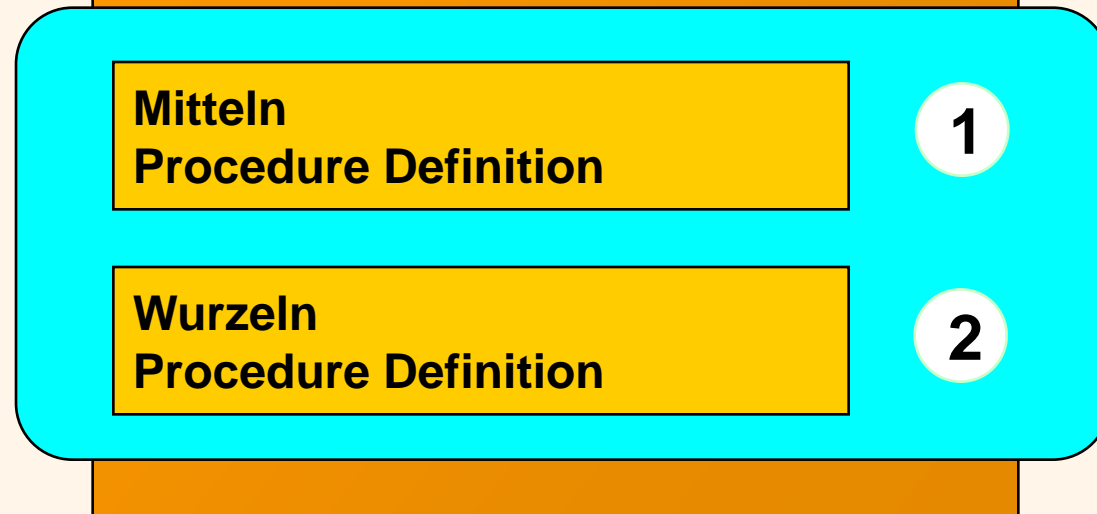 Mitteln
Procedure Definition
1
Wurzeln
Procedure Definition
2